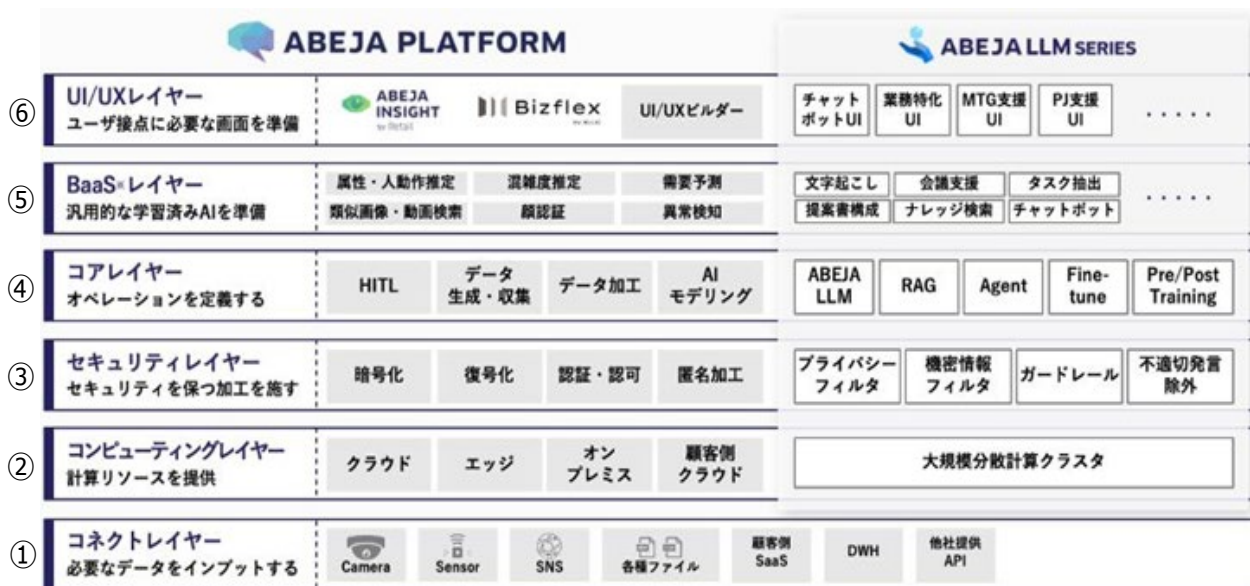 ABEJA PLATFORM
ABEJA LLM SERIES
⑥
UI/UXレイヤー
ユーザ接点に必要な画面を準備
ABEJA
INSIGHT
for Retail
Bizflex
UI/UXビルダー
チャット
ボットUI
業務特化
UI
MTG支援
UI
PJ支援
UI
・・・・・
⑤
BaaS※レイヤー
汎用的な学習済みAIを準備
属性・人動作推定
混雑度推定
需要予測
類似画像・動画検索
顔認証
異常検知
文字起こし
会議支援
タスク抽出
提案書構成
ナレッジ検索
チャットボット
・・・・・
④
コアレイヤー
オペレーションを定義する
HITL
データ
生成・収集
データ加工
AI
モデリング
ABEJA
LLM
RAG
Agent
Fine-
tune
Pre/Post
Training
③
セキュリティレイヤー
セキュリティを保つ加工を施す
暗号化
復号化
認証・認可
匿名加工
プライバシー
フィルタ
機密情報
フィルタ
ガードレール
不適切発言
除外
②
コンピューティングレイヤー
計算リソースを提供
クラウド
エッジ
オン
プレミス
顧客側
クラウド
大規模分散計算クラスタ
①
コネクトレイヤー
必要なデータをインプットする
Camera
Sensor
SNS
各種ファイル
顧客側
SaaS
DWH
他社提供
API